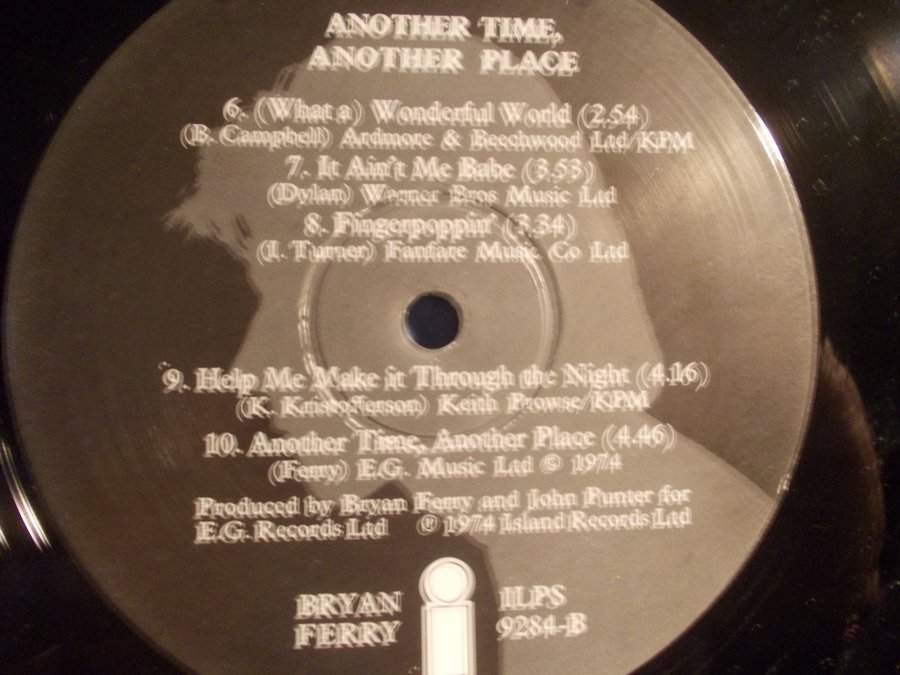 ANOTHER TIME,
ANOTHER PLACE
6. (What a) Wonderful World (2.54)
(B. Campbell) Ardmore & Beechwood Ltd/KPM
7. It Ain't Me Babe (3.53)
(Dylan) Warner Bros Music Ltd
8. Fingerpoppin' (3.34)
(I. Turner) Fanfare Music Co Ltd
9. Help Me Make it Through the Night (4.16)
(K. Kristofferson) Keith Prowse/KPM
10. Another Time, Another Place (4.46)
(Ferry) E.G. Music Ltd © 1974
Produced by Bryan Ferry and John Punter for
E.G. Records Ltd ℗ 1974 Island Records Ltd
BRYAN
FERRY
ILPS
9284-B